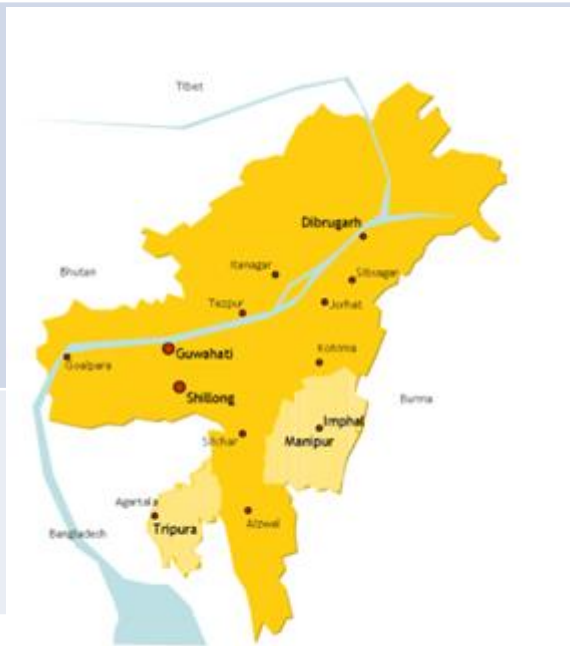 Tibet
Dibrugarh
Itanagar
Bhutan
Sibsagar
Tezpur
Jorhat
Guwahati
Kohima
Goalpara
Shillong
Burma
Imphal
Silchar
Manipur
Agartala
Aizwal
Tripura
Bangladesh